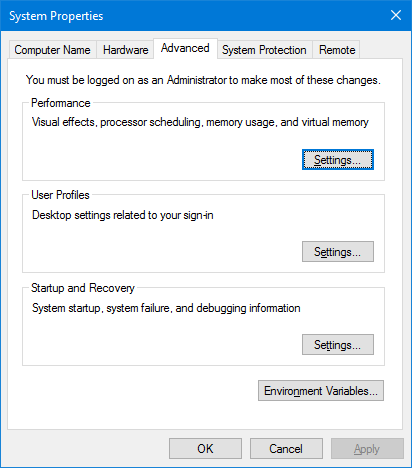 System Properties
Computer Name Hardware Advanced System Protection Remote
You must be logged on as an Administrator to make most of these changes.
Performance
Visual effects, processor scheduling, memory usage, and virtual memory
Settings...
User Profiles
Desktop settings related to your sign-in
Settings...
Startup and Recovery
System startup, system failure, and debugging information
Settings...
Environment Variables...
OK Cancel Apply